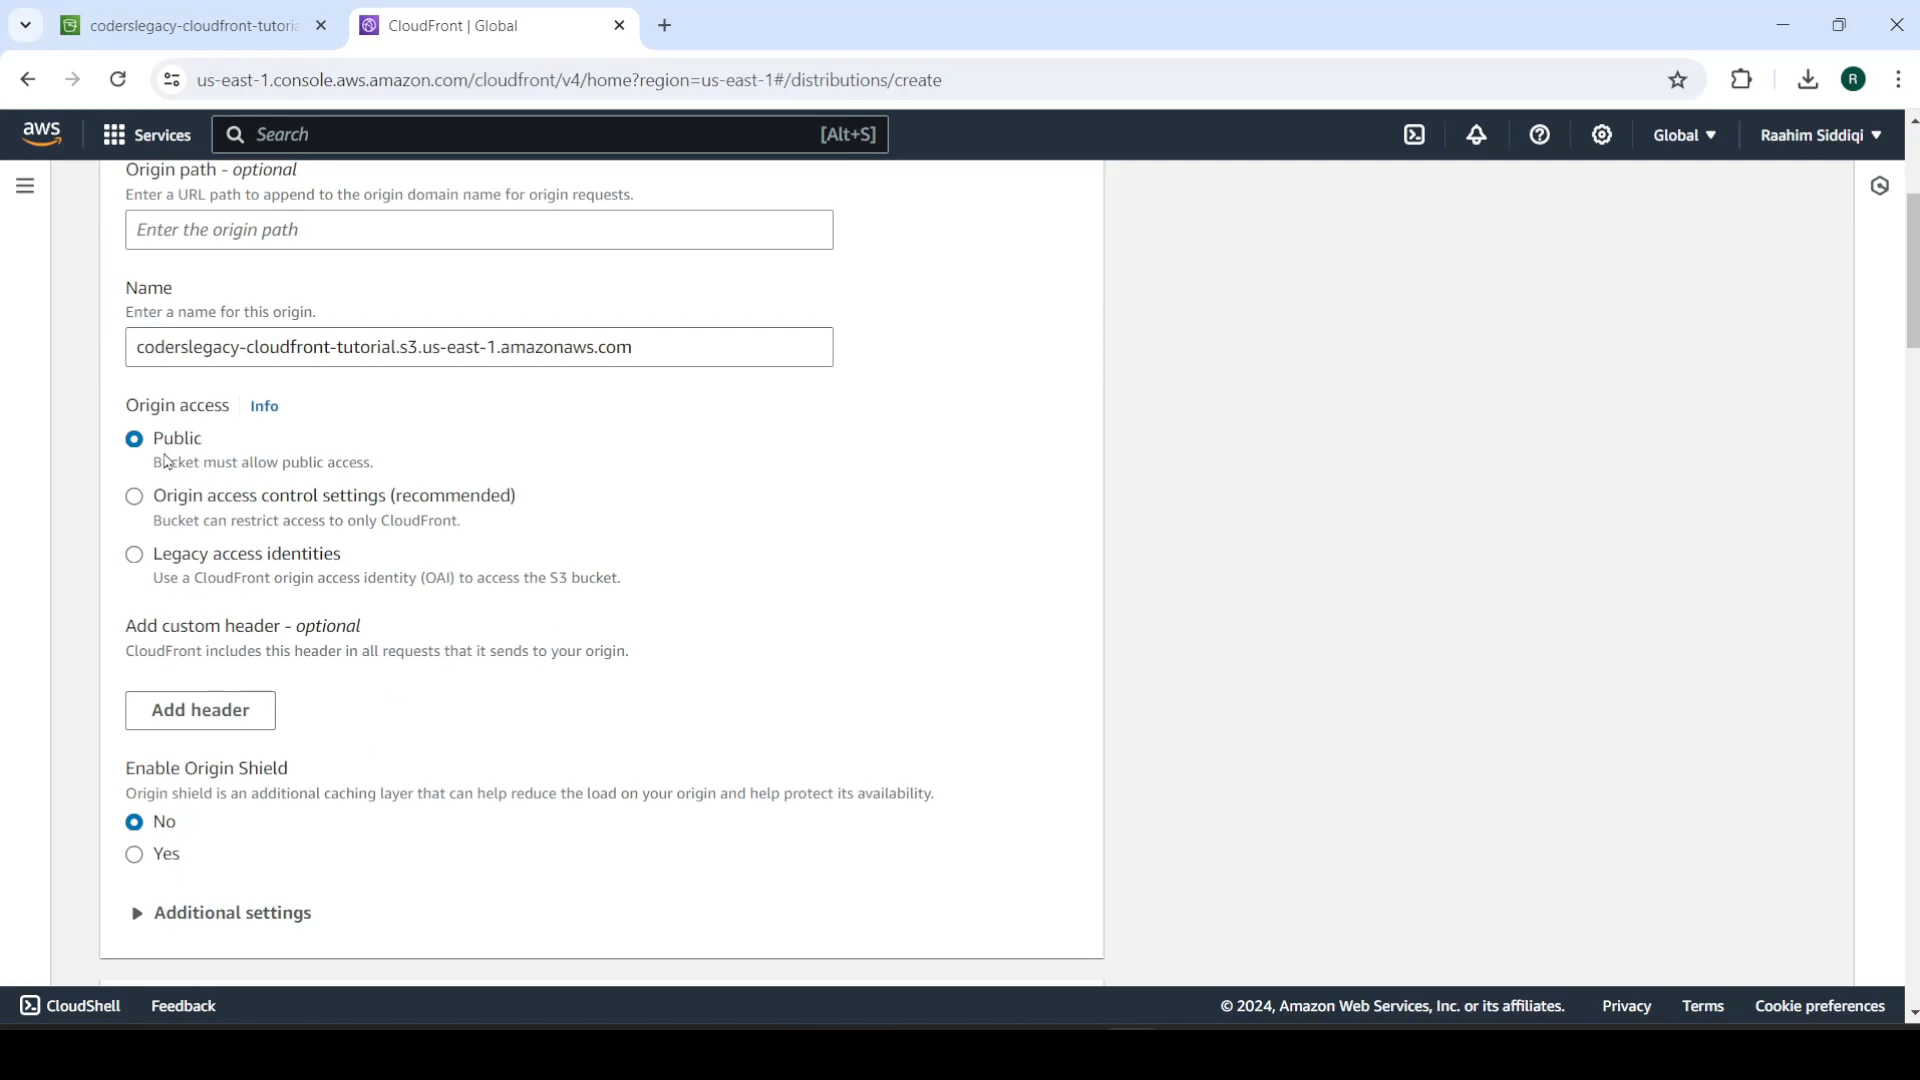 coderslegacy-cloudfront-tutoria
CloudFront | Global
us-east-1.console.aws.amazon.com/cloudfront/v4/home?region=us-east-1#/distributions/create
R
aws
Services
Search
[Alt+S]
Global
Raahim Siddiqi
Origin path - optional
Enter a URL path to append to the origin domain name for origin requests.
Enter the origin path
Name
Enter a name for this origin.
coderslegacy-cloudfront-tutorial.s3.us-east-1.amazonaws.com
Origin access Info
Public
Bucket must allow public access.
Origin access control settings (recommended)
Bucket can restrict access to only CloudFront.
Legacy access identities
Use a CloudFront origin access identity (OAI) to access the S3 bucket.
Add custom header - optional
CloudFront includes this header in all requests that it sends to your origin.
Add header
Enable Origin Shield
Origin shield is an additional caching layer that can help reduce the load on your origin and help protect its availability.
No
Yes
Additional settings
CloudShell
Feedback
© 2024, Amazon Web Services, Inc. or its affiliates.
Privacy
Terms
Cookie preferences